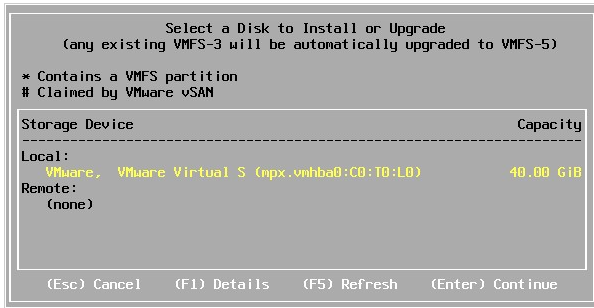 Select a Disk to Install or Upgrade
(any existing VMFS-3 will be automatically upgraded to VMFS-5)
* Contains a VMFS partition
# Claimed by VMware vSAN
Storage Device Capacity
Local:
VMware, VMware Virtual S (mpx.vmhba0:C0:T0:L0) 40.00 GiB
Remote:
(none)
(Esc) Cancel (F1) Details (F5) Refresh (Enter) Continue